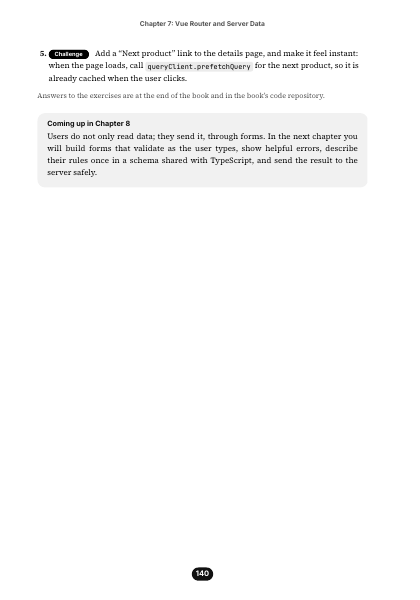 Chapter 7: Vue Router and Server Data
5. Challenge Add a “Next product” link to the details page, and make it feel instant:
when the page loads, call queryClient.prefetchQuery for the next product, so it is
already cached when the user clicks.
Answers to the exercises are at the end of the book and in the book’s code repository.
Coming up in Chapter 8
Users do not only read data; they send it, through forms. In the next chapter you
will build forms that validate as the user types, show helpful errors, describe
their rules once in a schema shared with TypeScript, and send the result to the
server safely.
140